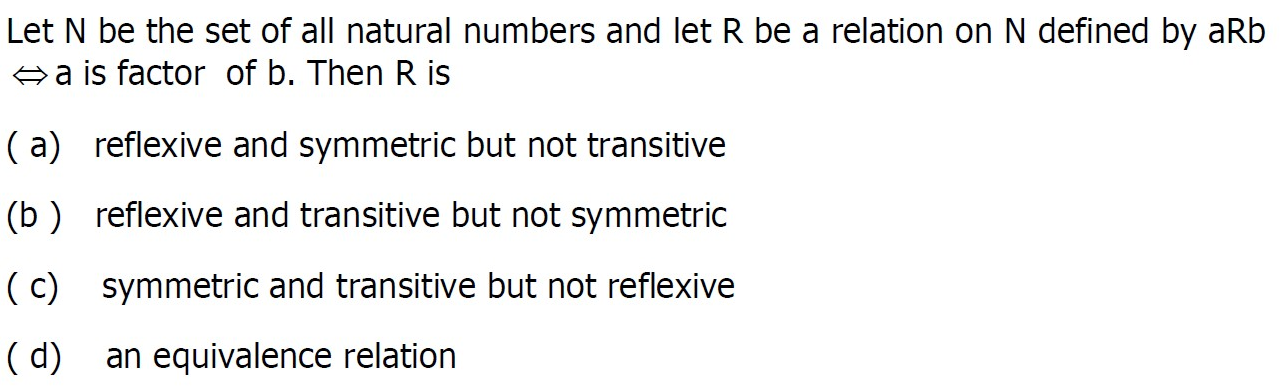 Let N be the set of all natural numbers and let R be a relation on N defined by aRb
⇔ a is factor of b. Then R is
( a) reflexive and symmetric but not transitive
(b ) reflexive and transitive but not symmetric
( c) symmetric and transitive but not reflexive
( d) an equivalence relation